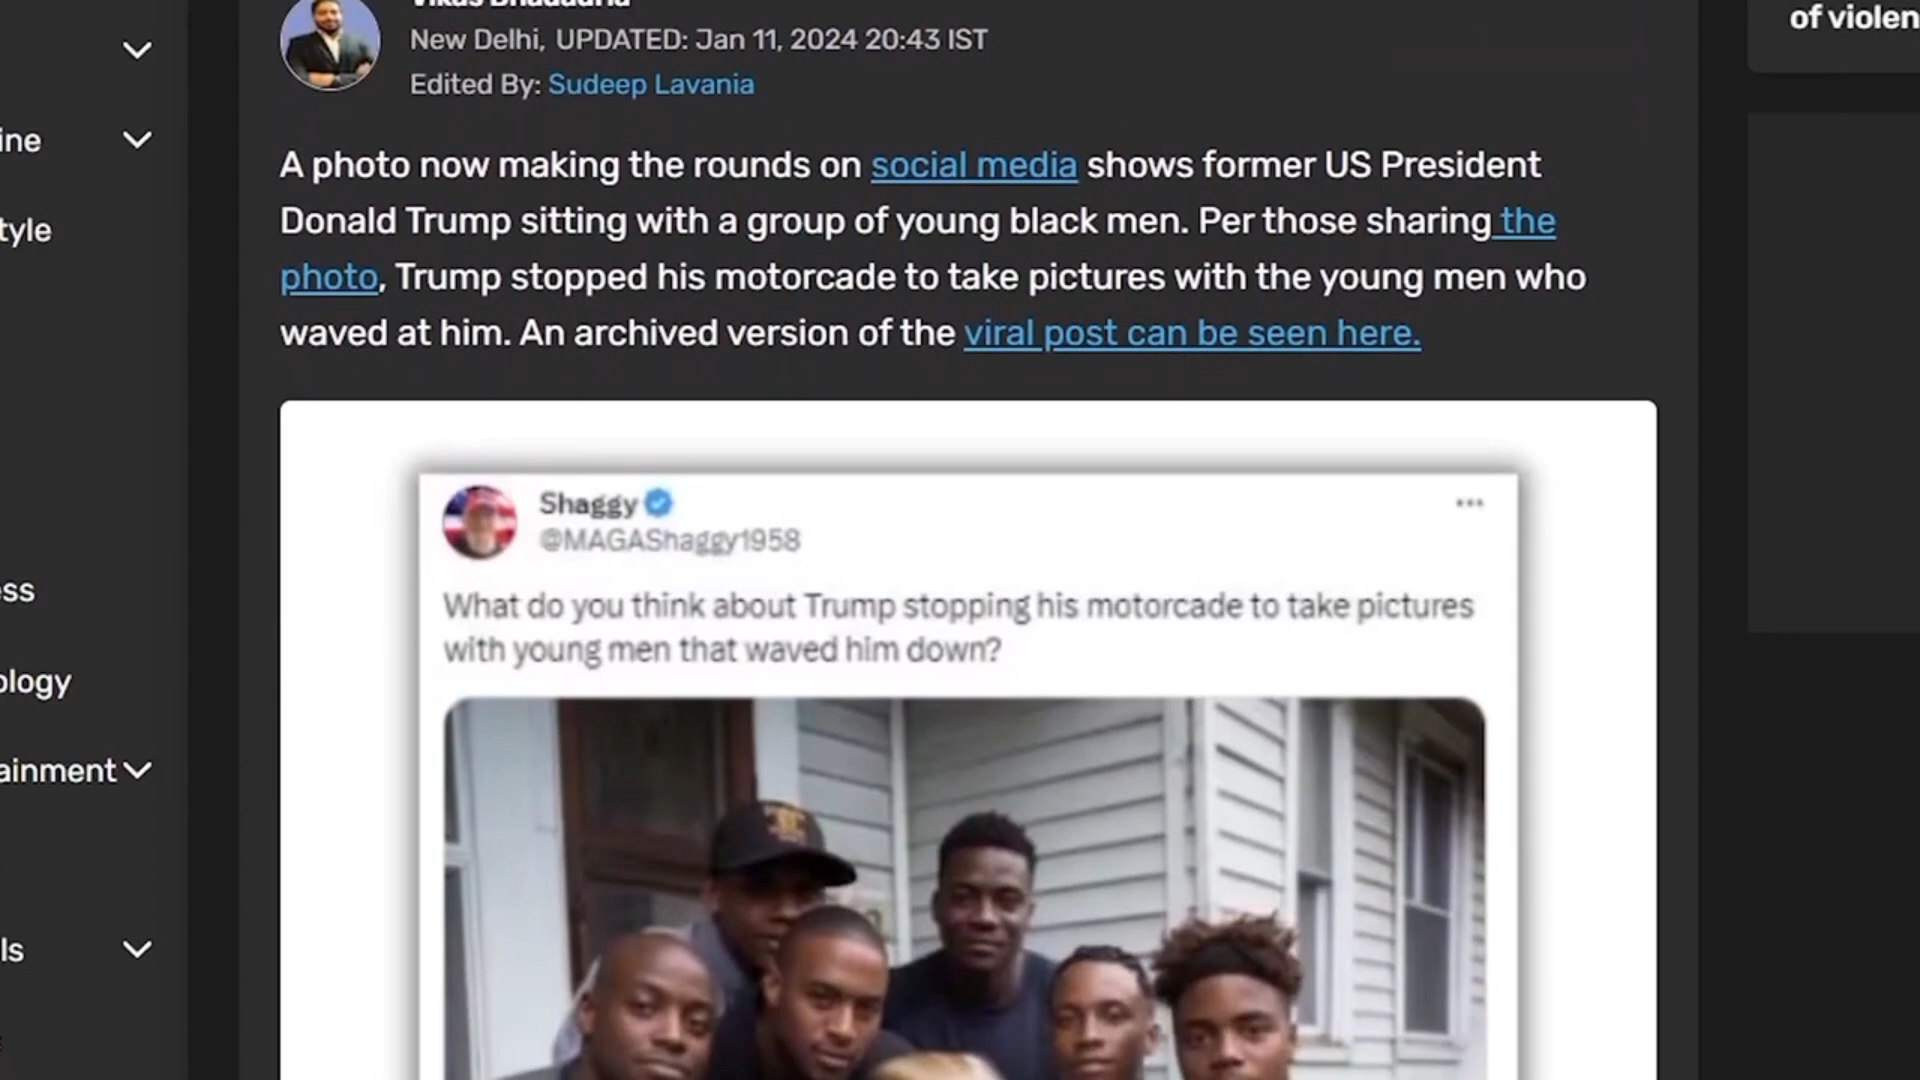 New Delhi, UPDATED: Jan 11, 2024 20:43 IST
Edited By: Sudeep Lavania
A photo now making the rounds on social media shows former US President
Donald Trump sitting with a group of young black men. Per those sharing the
photo, Trump stopped his motorcade to take pictures with the young men who
waved at him. An archived version of the viral post can be seen here.
Shaggy
@MAGAShaggy1958
What do you think about Trump stopping his motorcade to take pictures
with young men that waved him down?
ine
tyle
ess
ology
ainment
ls
of violen